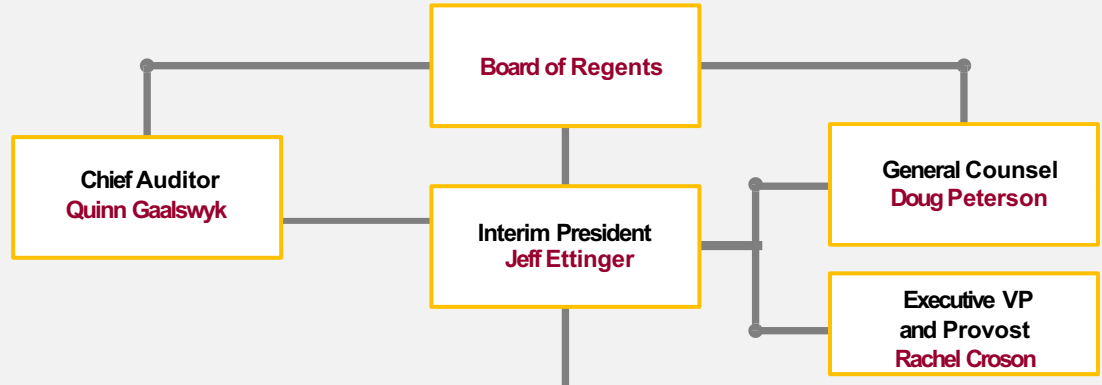 Board of Regents
Chief Auditor
Quinn Gaalswyk
General Counsel
Doug Peterson
Interim President
Jeff Ettinger
Executive VP
and Provost
Rachel Croson